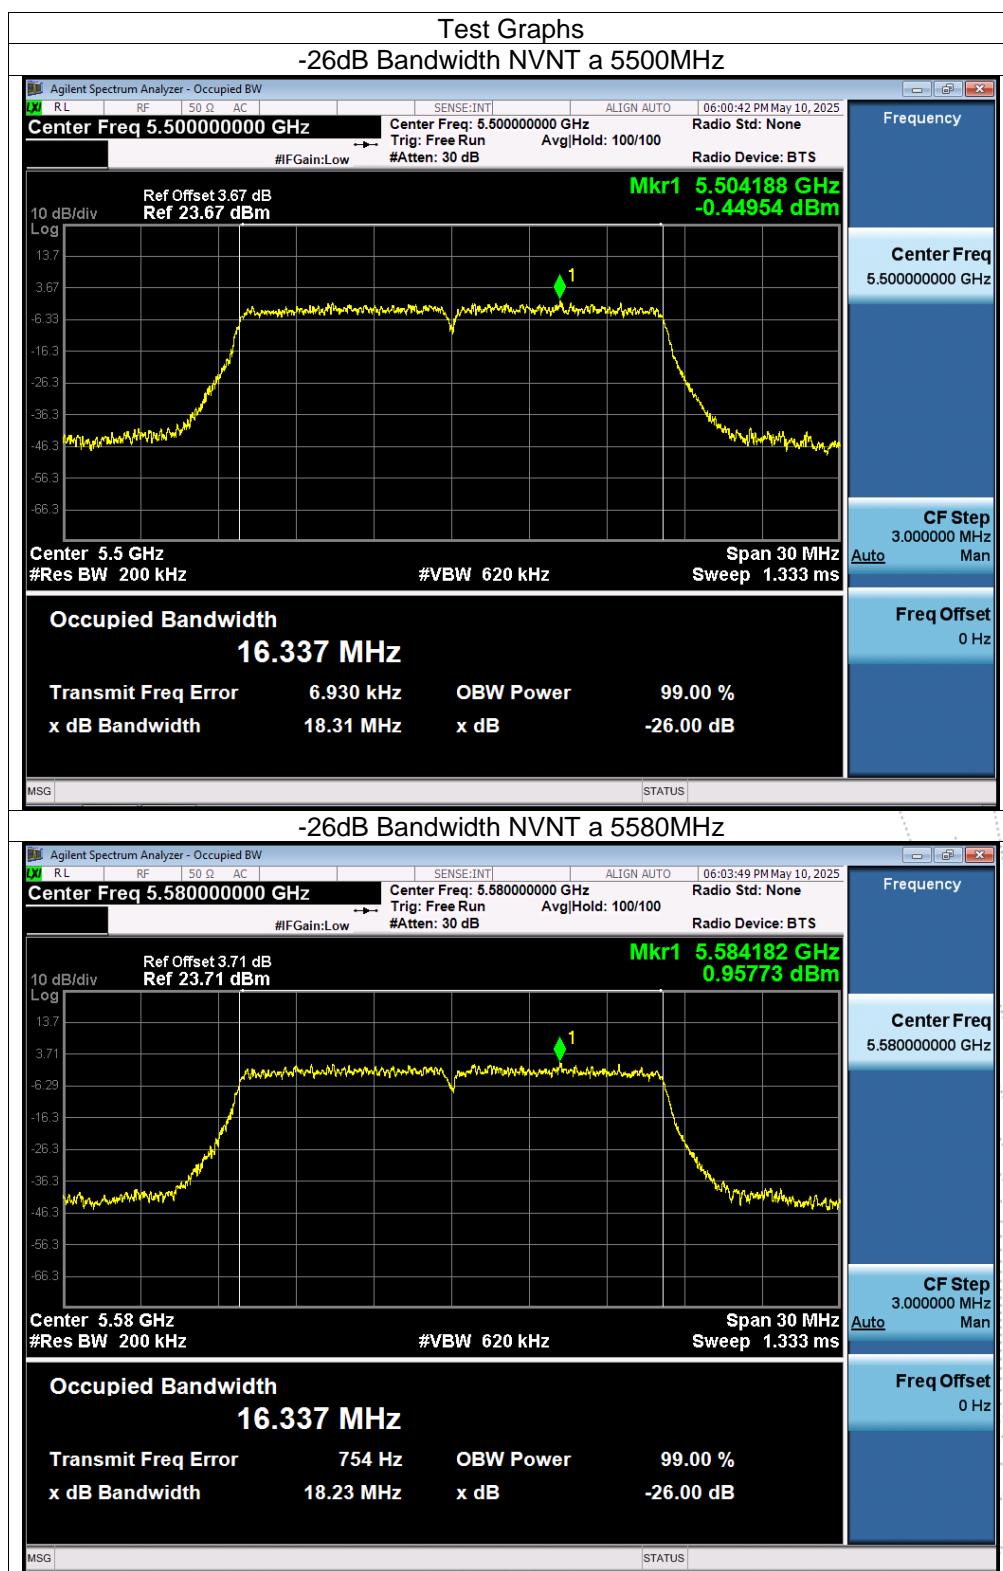 Test Graphs
-26dB Bandwidth NVNT a 5500MHz
Agilent Spectrum Analyzer - Occupied BW
LXI RL RF 50 Ω AC SENSE:INT ALIGN AUTO 06:00:42 PM May 10, 2025
Center Freq 5.500000000 GHz
Center Freq: 5.500000000 GHz
Radio Std: None
Trig: Free Run Avg|Hold: 100/100
#IFGain:Low
#Atten: 30 dB
Radio Device: BTS
Frequency
Mkr1 5.504188 GHz
-0.44954 dBm
Ref Offset 3.67 dB
10 dB/div Ref 23.67 dBm
Log
13.7
3.67
-6.33
-16.3
-26.3
-36.3
-46.3
-56.3
-66.3
1
Center Freq
5.500000000 GHz
CF Step
3.000000 MHz
Auto Man
Freq Offset
0 Hz
Center 5.5 GHz Span 30 MHz
#Res BW 200 kHz #VBW 620 kHz Sweep 1.333 ms
Occupied Bandwidth
16.337 MHz
Transmit Freq Error 6.930 kHz OBW Power 99.00 %
x dB Bandwidth 18.31 MHz x dB -26.00 dB
MSG STATUS
-26dB Bandwidth NVNT a 5580MHz
Agilent Spectrum Analyzer - Occupied BW
LXI RL RF 50 Ω AC SENSE:INT ALIGN AUTO 06:03:49 PM May 10, 2025
Center Freq 5.580000000 GHz
Center Freq: 5.580000000 GHz
Radio Std: None
Trig: Free Run Avg|Hold: 100/100
#IFGain:Low
#Atten: 30 dB
Radio Device: BTS
Frequency
Mkr1 5.584182 GHz
0.95773 dBm
Ref Offset 3.71 dB
10 dB/div Ref 23.71 dBm
Log
13.7
3.71
-6.29
-16.3
-26.3
-36.3
-46.3
-56.3
-66.3
1
Center Freq
5.580000000 GHz
CF Step
3.000000 MHz
Auto Man
Freq Offset
0 Hz
Center 5.58 GHz Span 30 MHz
#Res BW 200 kHz #VBW 620 kHz Sweep 1.333 ms
Occupied Bandwidth
16.337 MHz
Transmit Freq Error 754 Hz OBW Power 99.00 %
x dB Bandwidth 18.23 MHz x dB -26.00 dB
MSG STATUS